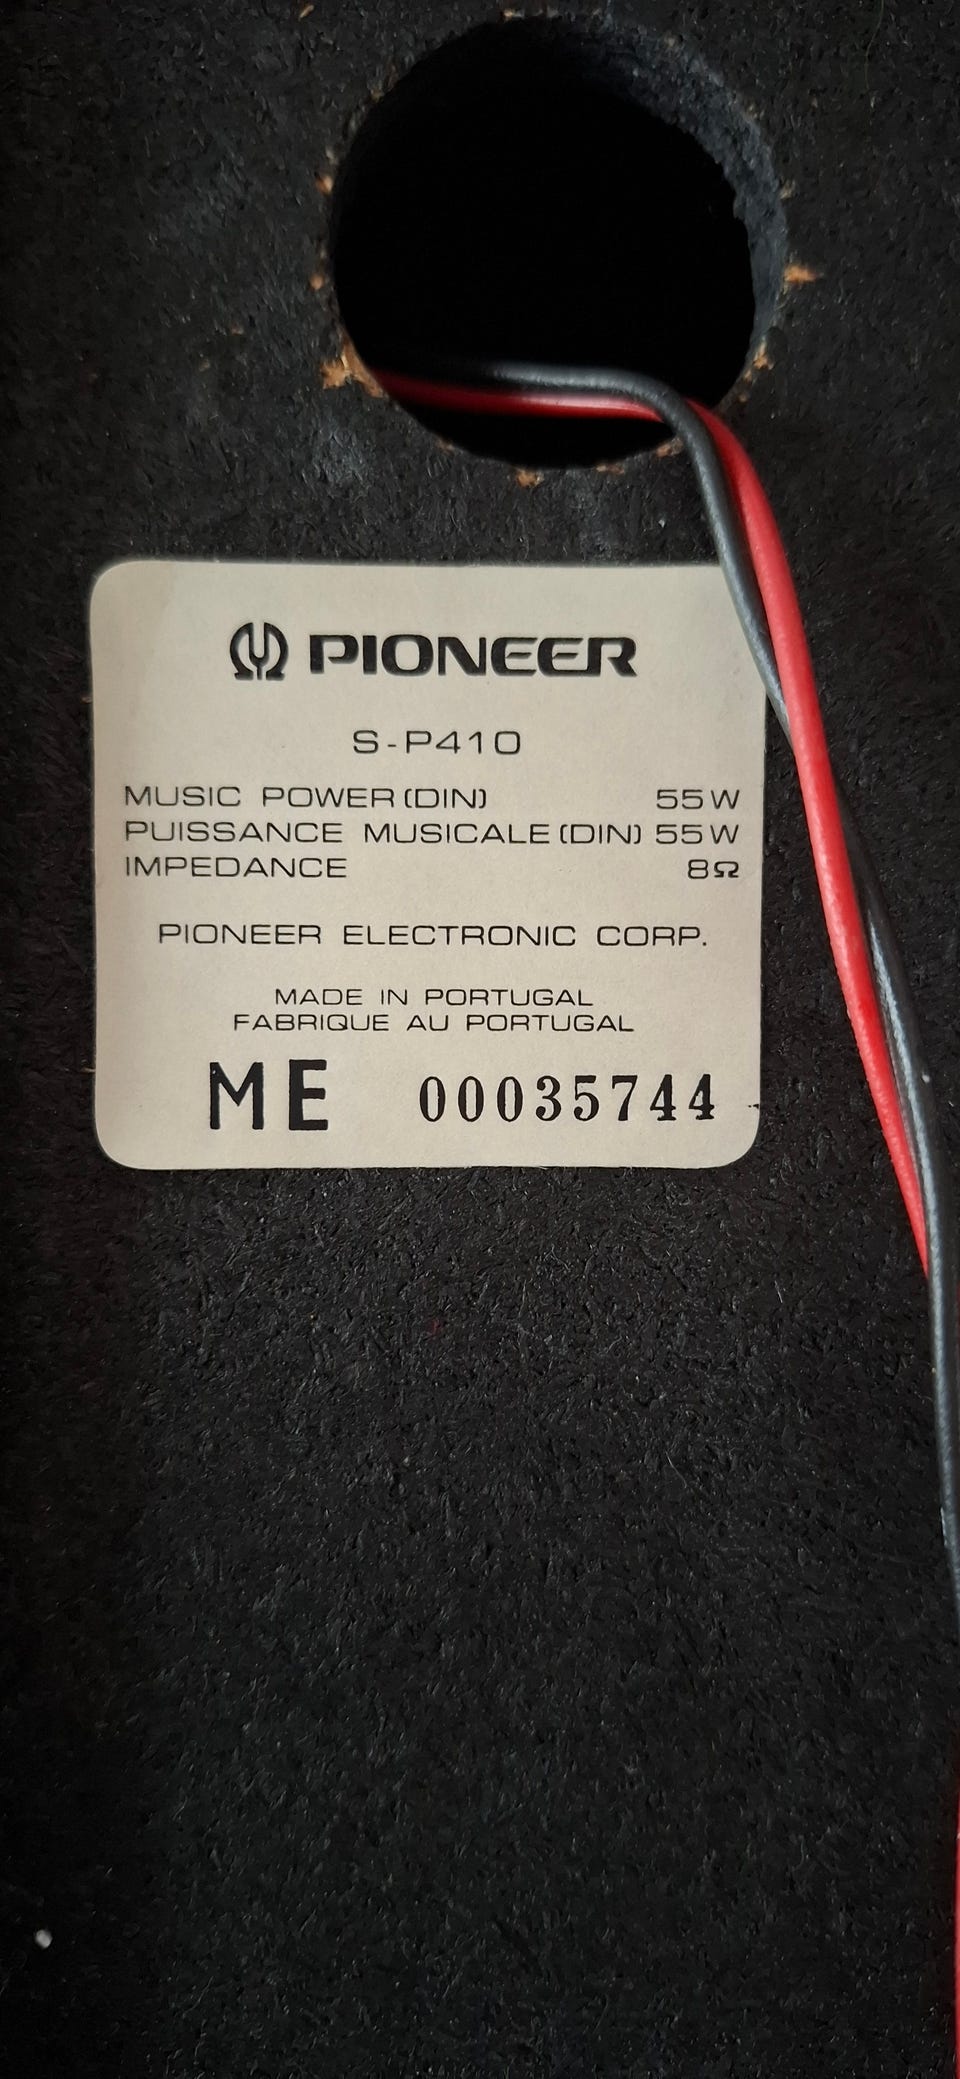 PIONEER
S-P410
MUSIC POWER (DIN) 55W
PUISSANCE MUSICALE (DIN) 55W
IMPEDANCE 8Ω
PIONEER ELECTRONIC CORP.
MADE IN PORTUGAL
FABRIQUE AU PORTUGAL
ME 00035744